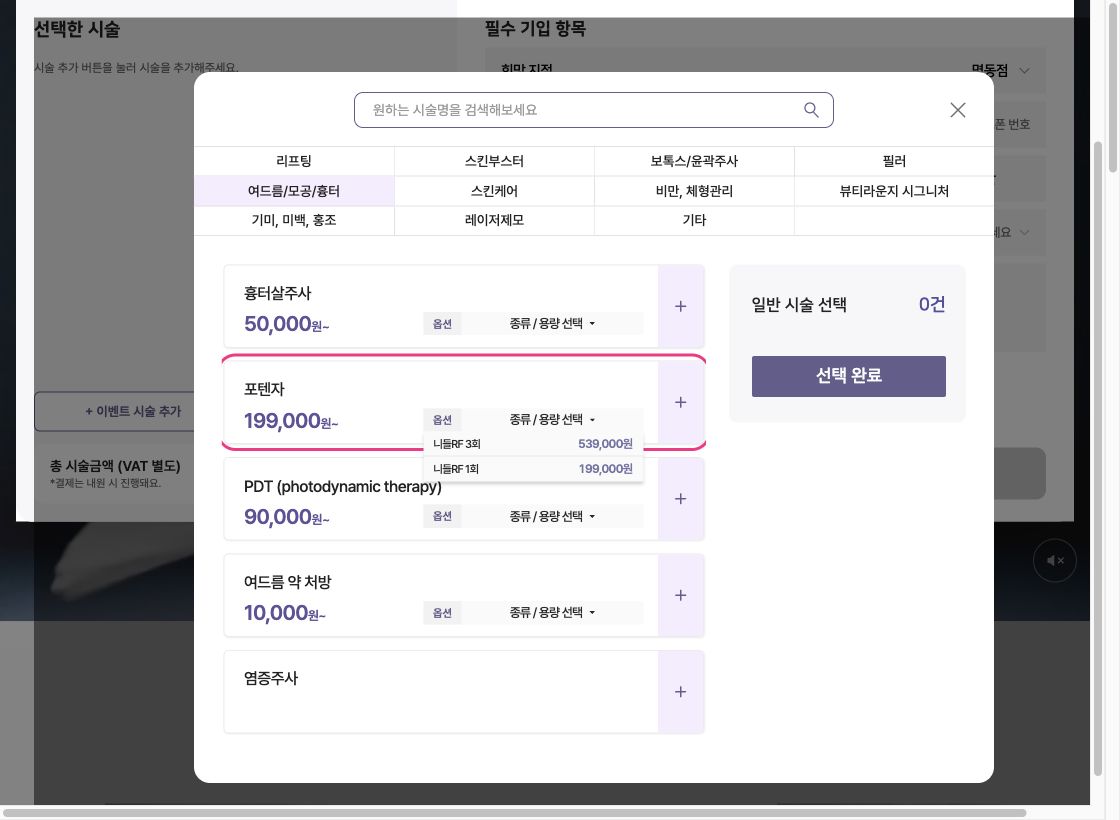 선택한 시술
필수 기입 항목
시술 추가 버튼을 눌러 시술을 추가해주세요.
희망 지점
명동점
원하는 시술명을 검색해보세요
폰 번호
리프팅
스킨부스터
보톡스/윤곽주사
필러
여드름/모공/흉터
스킨케어
비만, 체형관리
뷰티라운지 시그니처
기미, 미백, 홍조
레이저제모
기타
흉터살주사
50,000원~
옵션
종류 / 용량 선택
+
일반 시술 선택
0건
선택 완료
포텐자
199,000원~
옵션
종류 / 용량 선택
+
니들RF 3회
539,000원
니들RF 1회
199,000원
+ 이벤트 시술 추가
총 시술금액 (VAT 별도)
*결제는 내원 시 진행돼요.
PDT (photodynamic therapy)
90,000원~
옵션
종류 / 용량 선택
+
여드름 약 처방
10,000원~
옵션
종류 / 용량 선택
+
염증주사
+